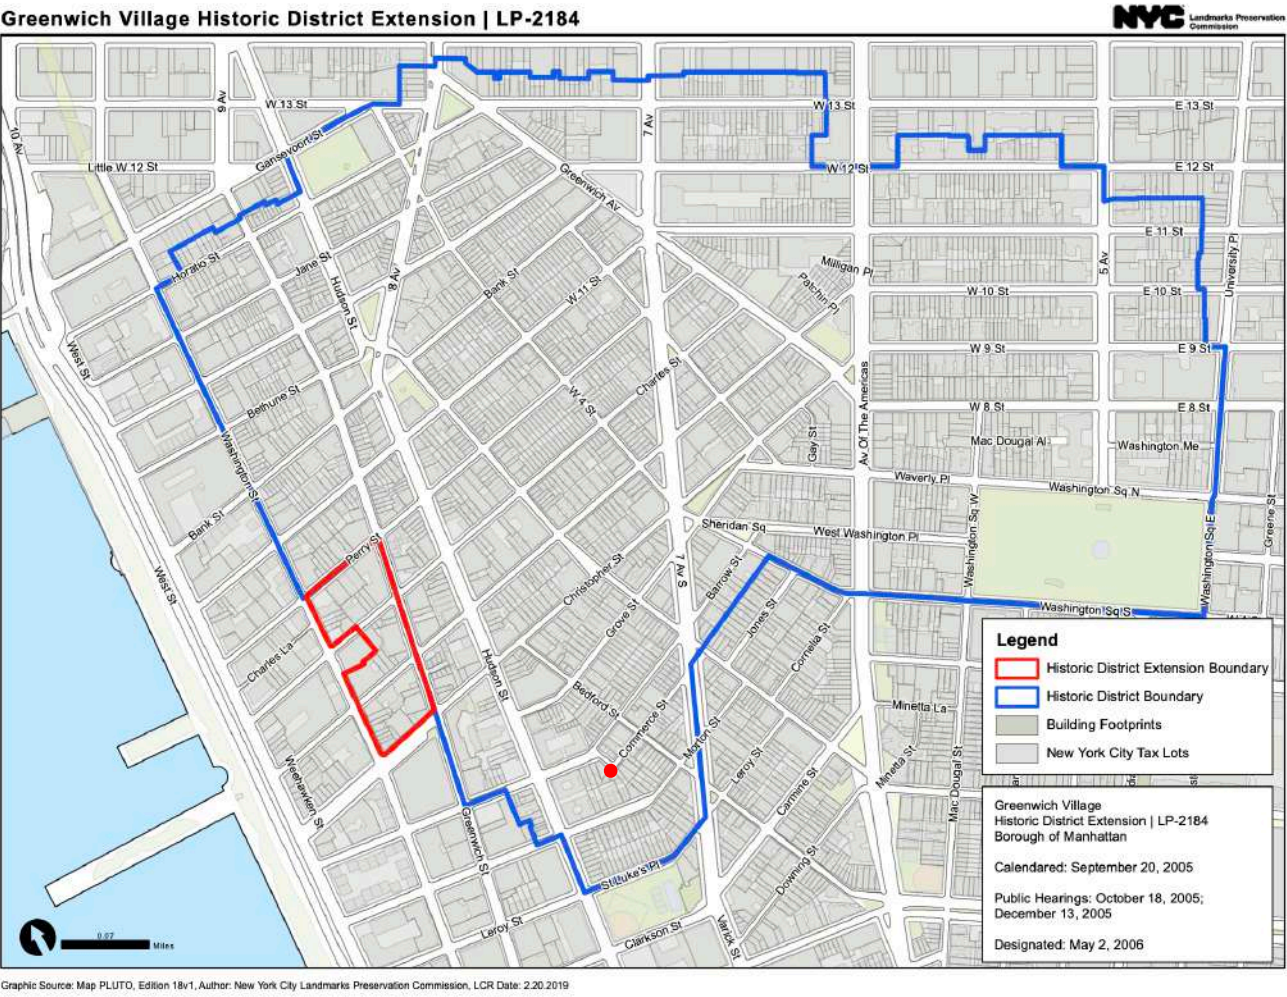 Greenwich Village Historic District Extension | LP-2184
NYC Landmarks Preservation
Commission
10 Av
9 Av
W 13 St
7 Av
W 13 St
E 13 St
Gansevoort St
Little W 12 St
W 12 St
E 12 St
Greenwich Av
E 11 St
University Pl
Horatio St
Jane St
8 Av
Hudson St
Bank St
W 11 St
Milligan Pl
Patchin Pl
5 Av
W 10 St
E 10 St
West St
W 9 St
E 9 St
Charles St
Av Of The Americas
Bethune St
W 4 St
W 8 St
E 8 St
Gay St
Mac Dougal Al
Washington Me
Washington St
Waverly Pl
Washington Sq N
Bank St
Sheridan Sq
West Washington Pl
Washington Sq W
Washington Sq E
Greene St
Perry St
West St
Christopher St
7 Av S
Barrow St
Grove St
Jones St
Washington Sq S
Charles La
Hudson St
Cornelia St
Legend
Historic District Extension Boundary
Historic District Boundary
Building Footprints
New York City Tax Lots
Bedford St
Commerce St
Minetta La
Morton St
Leroy St
Minetta St
Weehawken St
Carmine St
Mac Dougal St
Greenwich St
Downing St
St Luke's Pl
Leroy St
Clarkson St
Varick St
Greenwich Village
Historic District Extension | LP-2184
Borough of Manhattan
Calendared: September 20, 2005
Public Hearings: October 18, 2005;
December 13, 2005
Designated: May 2, 2006
0.07
Miles
Graphic Source: Map PLUTO, Edition 18v1, Author: New York City Landmarks Preservation Commission, LCR Date: 2.20.2019